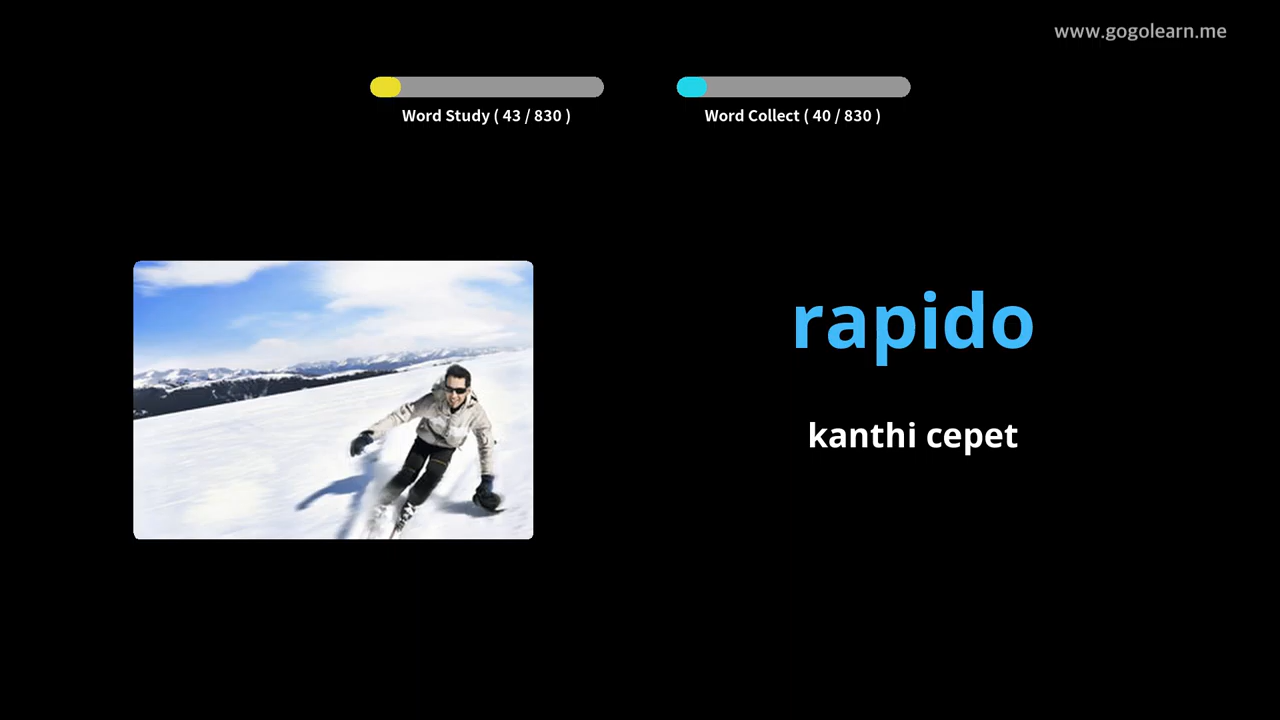 www.gogolearn.me
Word Study ( 43 / 830 )
Word Collect ( 40 / 830 )
rapido
kanthi cepet